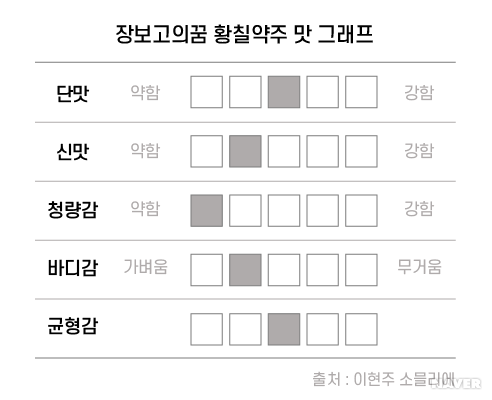 장보고의꿈 황칠약주 맛 그래프
단맛 약함 강함
신맛 약함 강함
청량감 약함 강함
바디감 가벼움 무거움
균형감
출처 : 이현주 소믈리에
NAVER